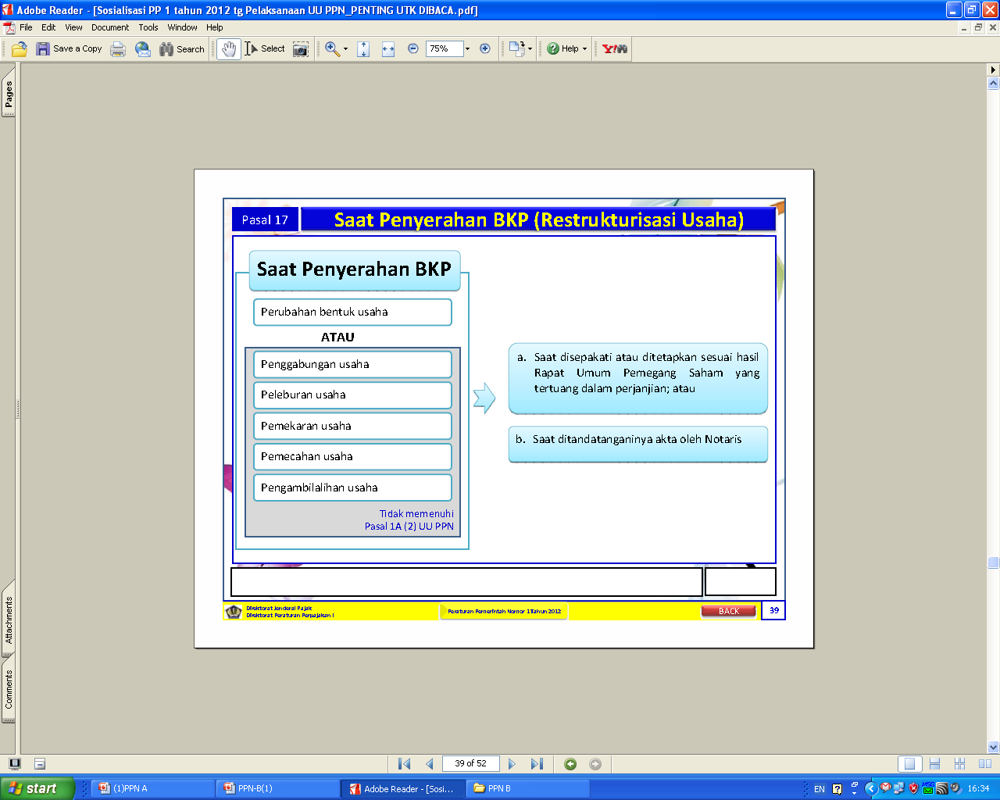 Adobe Reader - [Sosialisasi PP 1 tahun 2012 tg Pelaksanaan UU PPN_PENTING UTK DIBACA.pdf]
File Edit View Document Tools Window Help
Save a Copy Search Select 75% Help Y!
Pages
Pasal 17
Saat Penyerahan BKP (Restrukturisasi Usaha)
Saat Penyerahan BKP
Perubahan bentuk usaha
ATAU
Penggabungan usaha
Peleburan usaha
Pemekaran usaha
Pemecahan usaha
Pengambilalihan usaha
Tidak memenuhi
Pasal 1A (2) UU PPN
a. Saat disepakati atau ditetapkan sesuai hasil
Rapat Umum Pemegang Saham yang
tertuang dalam perjanjian; atau
b. Saat ditandatanganinya akta oleh Notaris
Direktorat Jenderal Pajak
Direktorat Peraturan Perpajakan I
Peraturan Pemerintah Nomor 1 Tahun 2012
BACK
39
Attachments
Comments
39 of 52
start
(1)PPN A
PPN-B(1)
Adobe Reader - [Sosi...
PPN B
EN
MSG
16:34